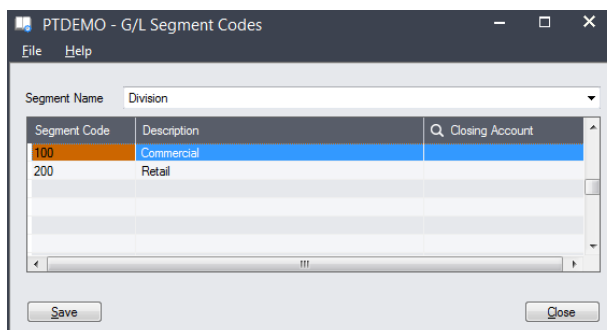 PTDEMO - G/L Segment Codes
File Help
Segment Name Division
Segment Code Description Closing Account
100 Commercial
200 Retail
Save Close